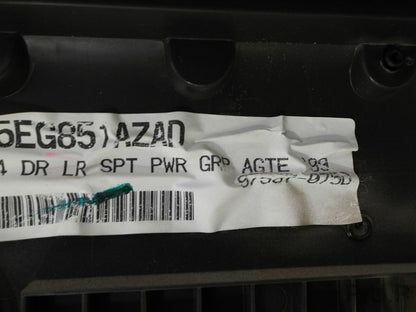 5EG851AZAD
4 DR LR SPT PWR GRP AGTE